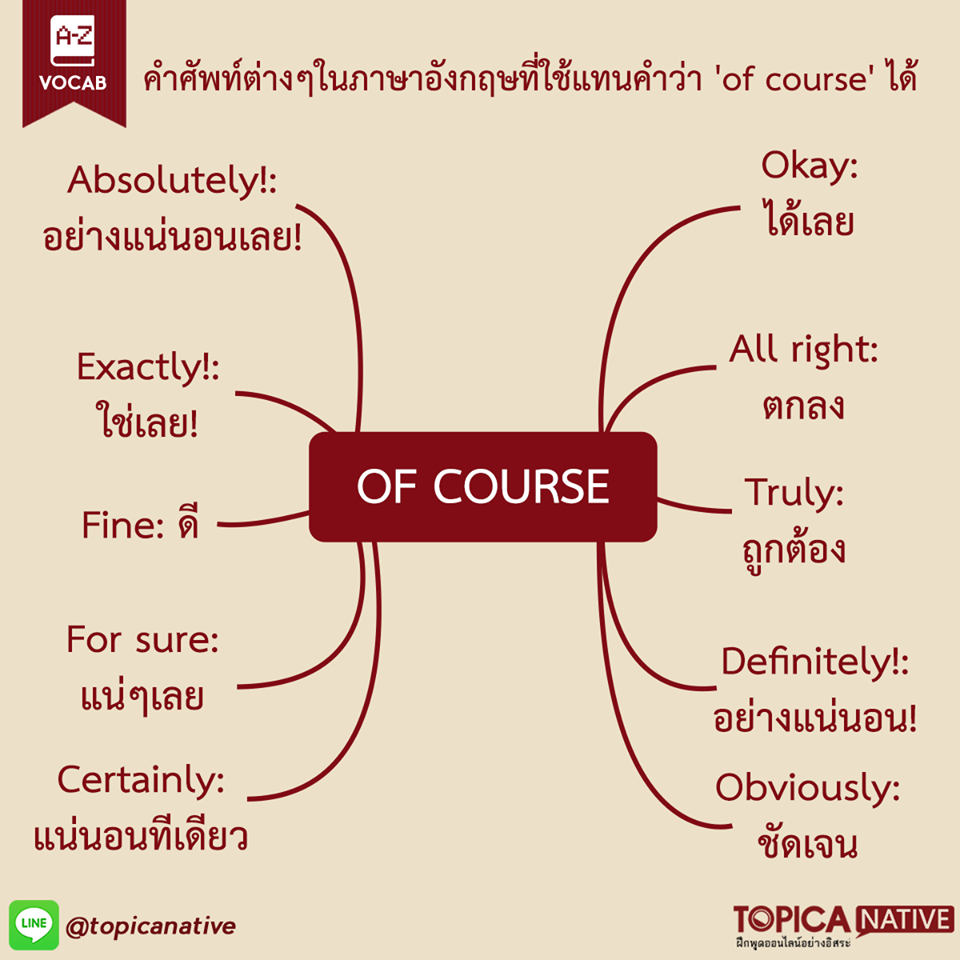 A-Z
VOCAB
คำศัพท์ต่างๆในภาษาอังกฤษที่ใช้แทนคำว่า 'of course' ได้
Absolutely!:
อย่างแน่นอนเลย!
Exactly!:
ใช่เลย!
Fine: ดี
For sure:
แน่ๆเลย
Certainly:
แน่นอนทีเดียว
OF COURSE
Okay:
ได้เลย
All right:
ตกลง
Truly:
ถูกต้อง
Definitely!:
อย่างแน่นอน!
Obviously:
ชัดเจน
LINE
@topicanative
TOPICA NATIVE
ฝึกพูดออนไลน์อย่างอิสระ